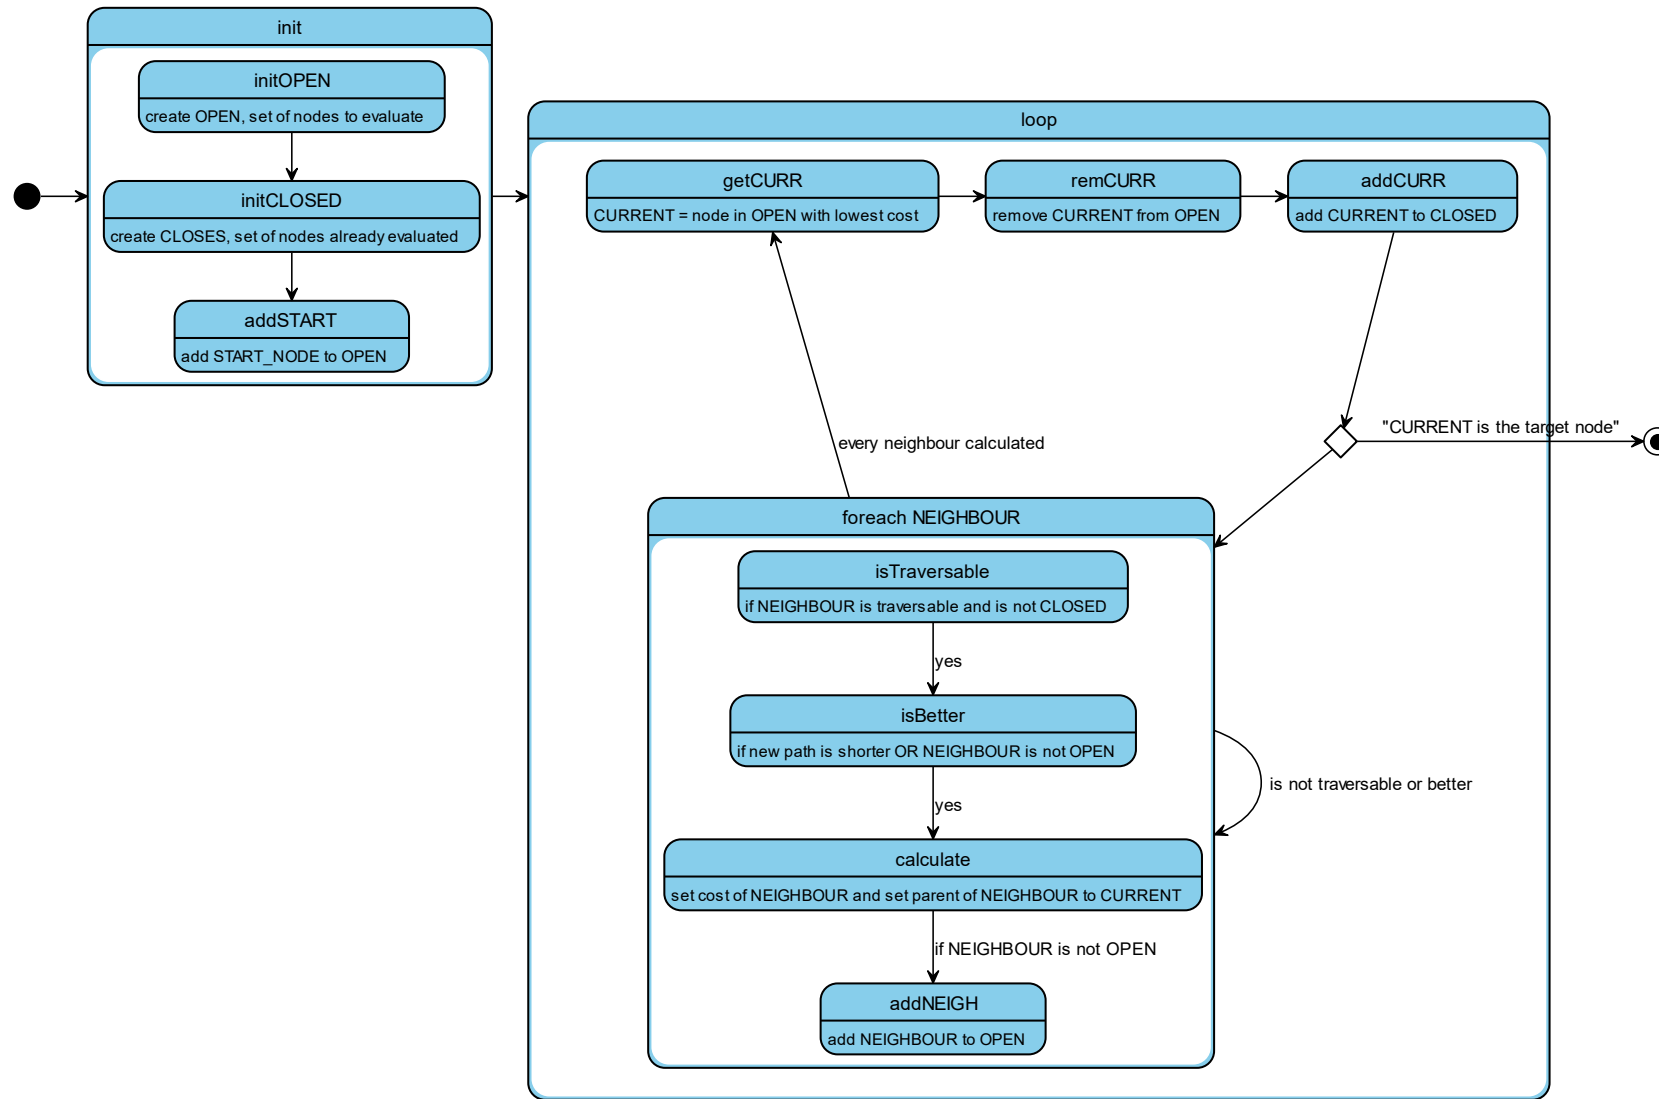 init
initOPEN
create OPEN, set of nodes to evaluate
initCLOSED
create CLOSES, set of nodes already evaluated
addSTART
add START_NODE to OPEN
loop
getCURR
CURRENT = node in OPEN with lowest cost
remCURR
remove CURRENT from OPEN
addCURR
add CURRENT to CLOSED
"CURRENT is the target node"
every neighbour calculated
foreach NEIGHBOUR
isTraversable
if NEIGHBOUR is traversable and is not CLOSED
yes
isBetter
if new path is shorter OR NEIGHBOUR is not OPEN
yes
is not traversable or better
calculate
set cost of NEIGHBOUR and set parent of NEIGHBOUR to CURRENT
if NEIGHBOUR is not OPEN
addNEIGH
add NEIGHBOUR to OPEN